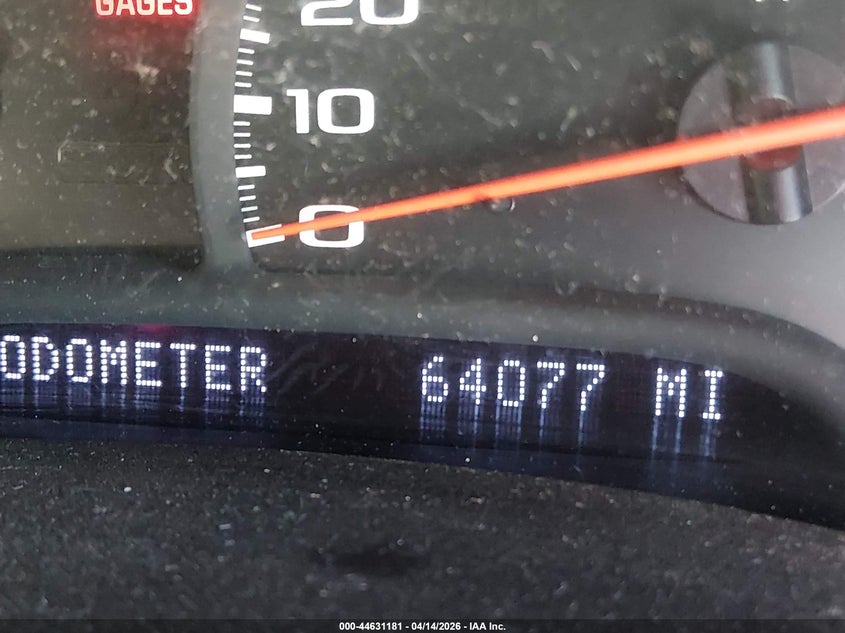 GAGES
20
10
0
ODOMETER 64077 MI
000-44631181 - 04/14/2026 - IAA Inc.